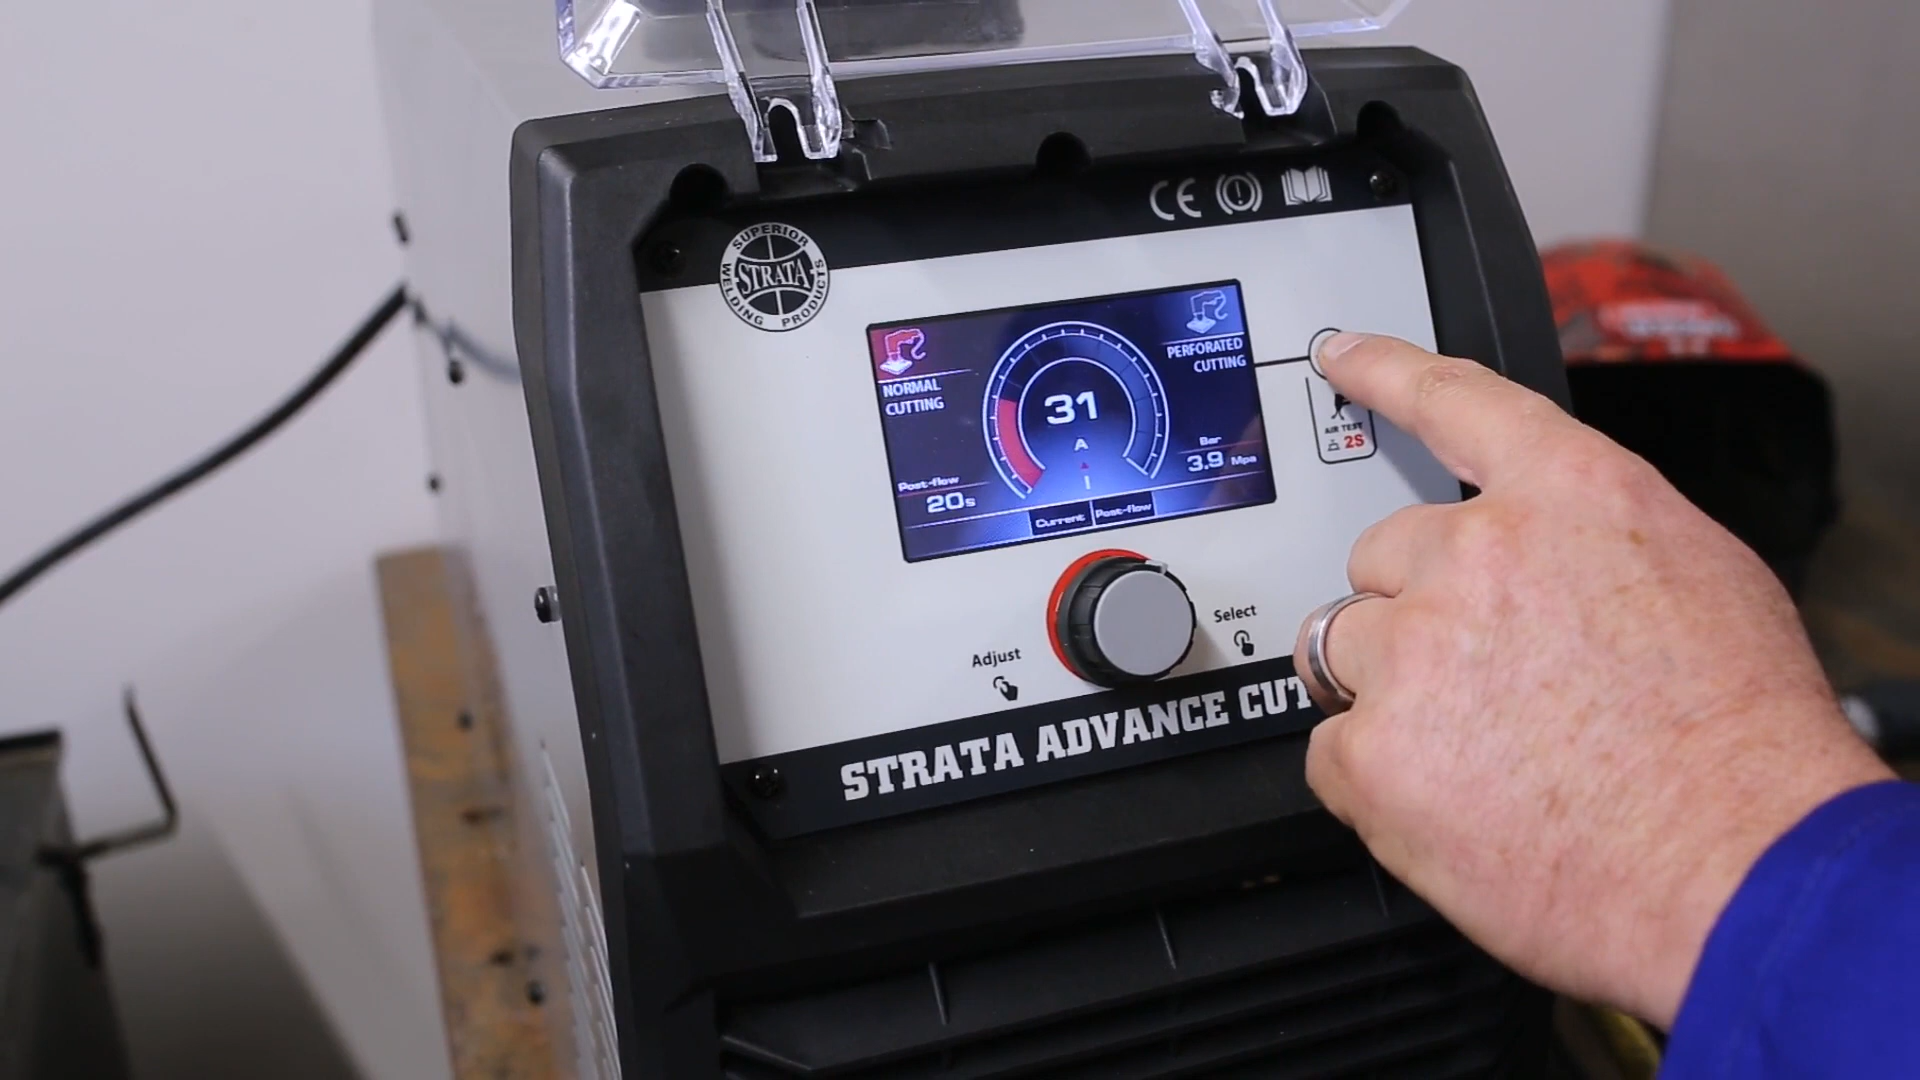 CE
SUPERIOR
STRATA
WELDING PRODUCTS
NORMAL
CUTTING
PERFORATED
CUTTING
31
A
Bar
3.9 Mpa
Post-flow
20s
Current Post-flow
AIR TEST
2S
Adjust
Select
STRATA ADVANCE CUT